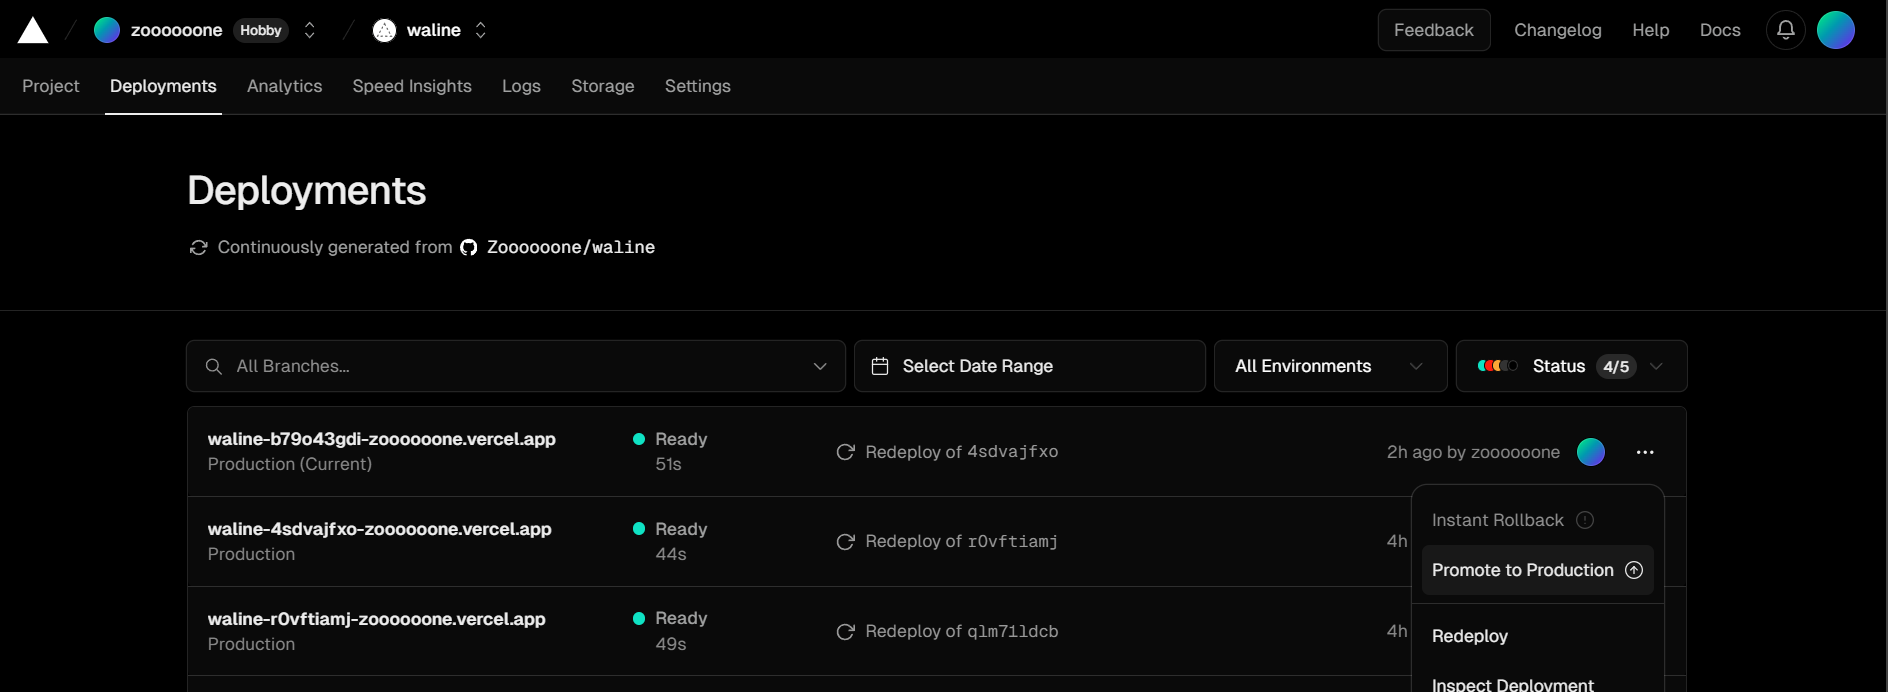 zoooooone Hobby waline Feedback Changelog Help Docs
Project Deployments Analytics Speed Insights Logs Storage Settings
Deployments
Continuously generated from Zoooooone/waline
All Branches... Select Date Range All Environments Status 4/5
waline-b79o43gdi-zoooooone.vercel.app Ready Redeploy of 4sdvajfxo 2h ago by zoooooone
Production (Current) 51s
Instant Rollback
waline-4sdvajfxo-zoooooone.vercel.app Ready Redeploy of r0vftiamj 4h
Production 44s
Promote to Production
waline-r0vftiamj-zoooooone.vercel.app Ready Redeploy of qlm71ldcb 4h
Production 49s
Redeploy
Inspect Deployment